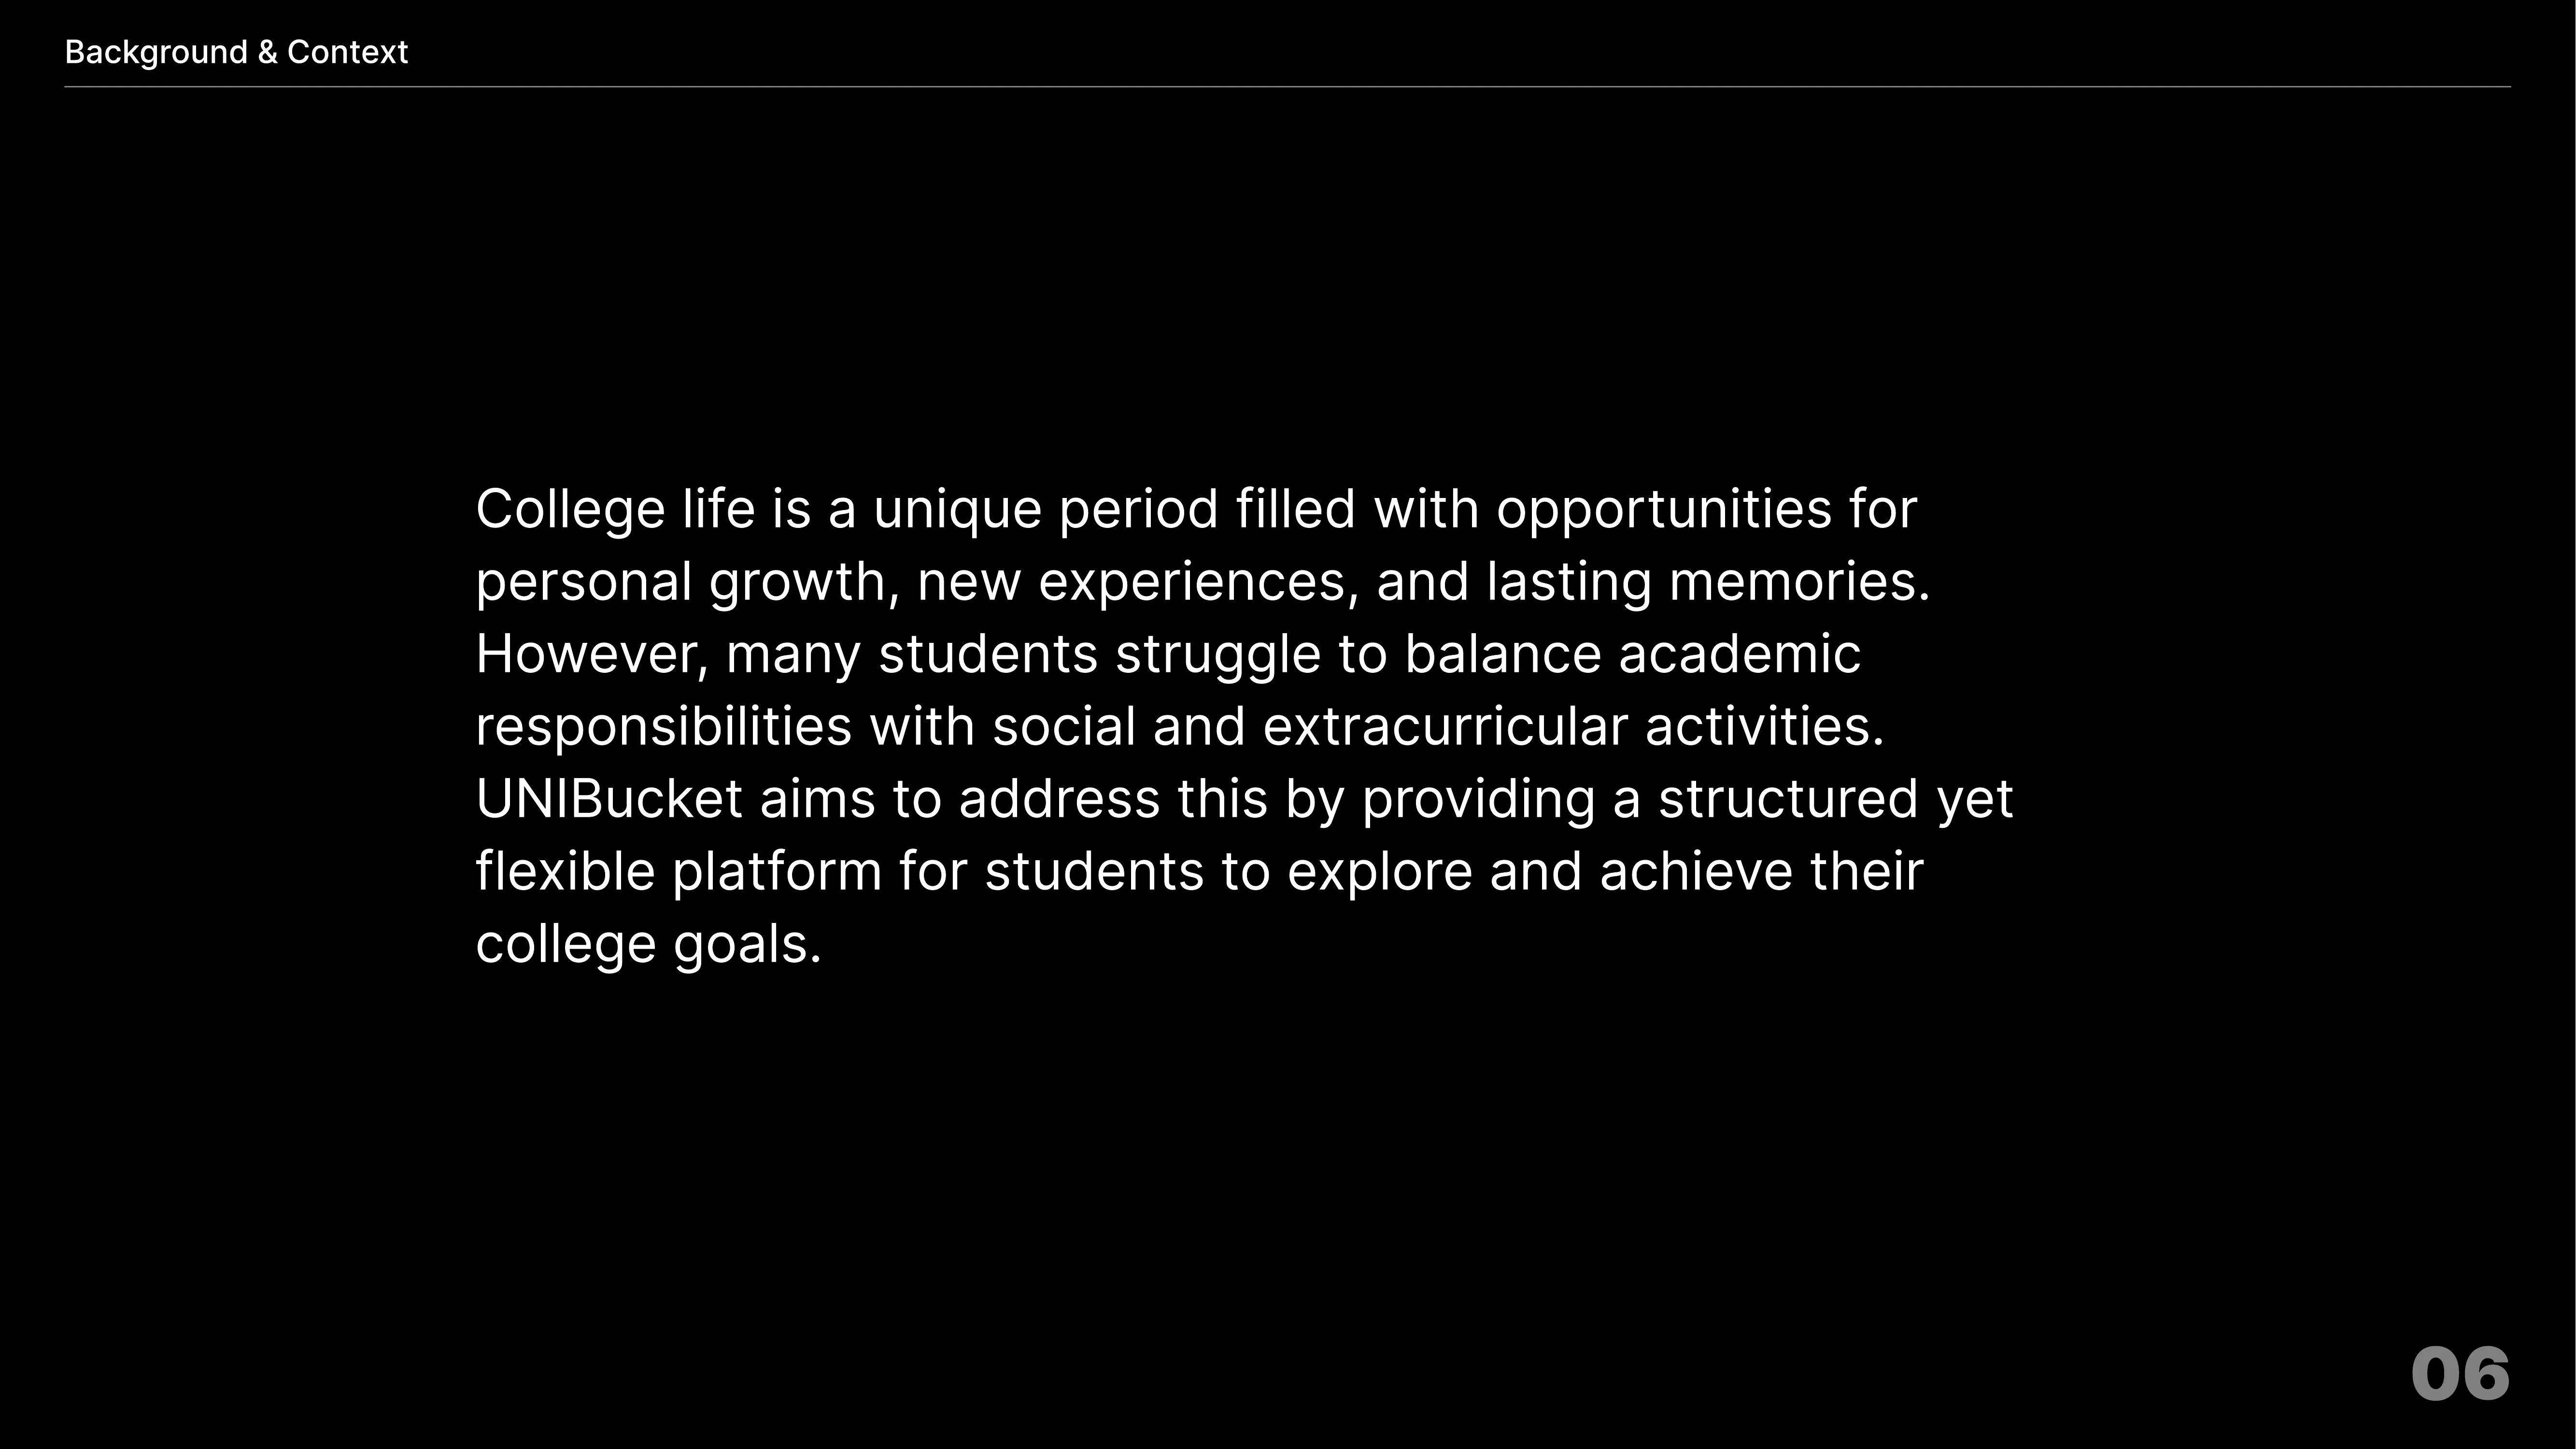 Background & Context
College life is a unique period filled with opportunities for
personal growth, new experiences, and lasting memories.
However, many students struggle to balance academic
responsibilities with social and extracurricular activities.
UNIBucket aims to address this by providing a structured yet
flexible platform for students to explore and achieve their
college goals.
06